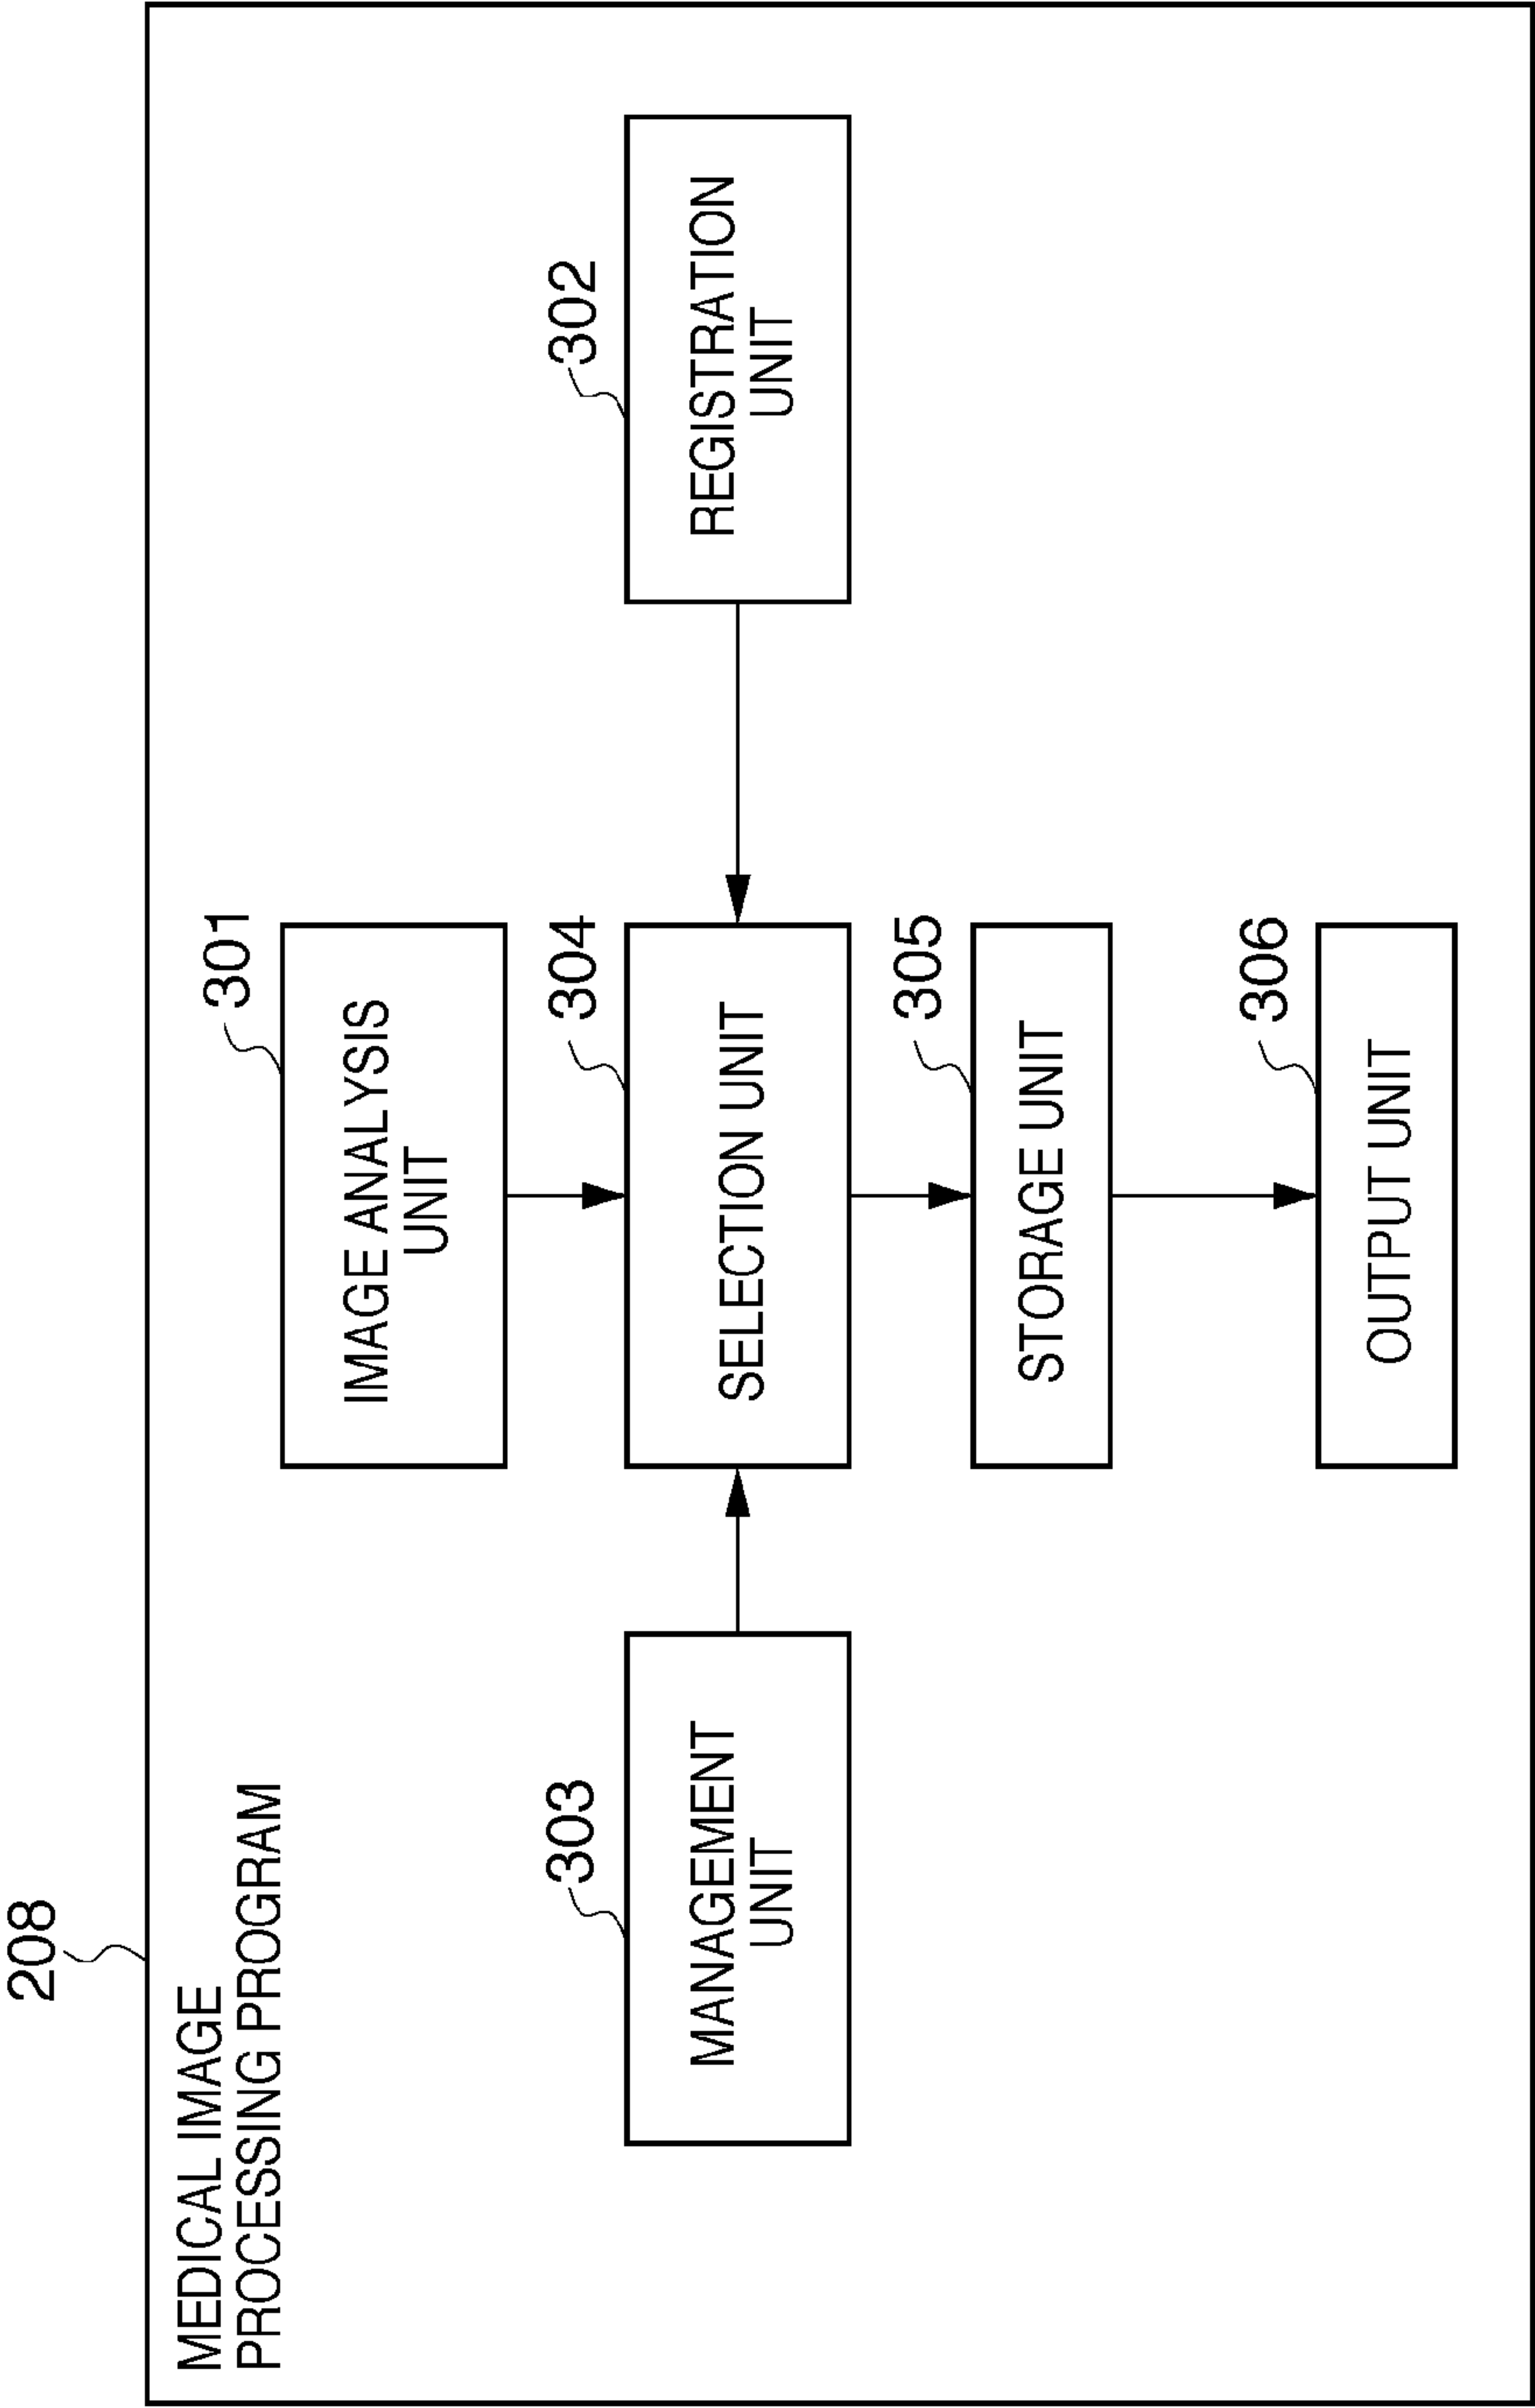 208
MEDICAL IMAGE
PROCESSING PROGRAM
301
IMAGE ANALYSIS
UNIT
303
MANAGEMENT
UNIT
304
SELECTION UNIT
302
REGISTRATION
UNIT
305
STORAGE UNIT
306
OUTPUT UNIT